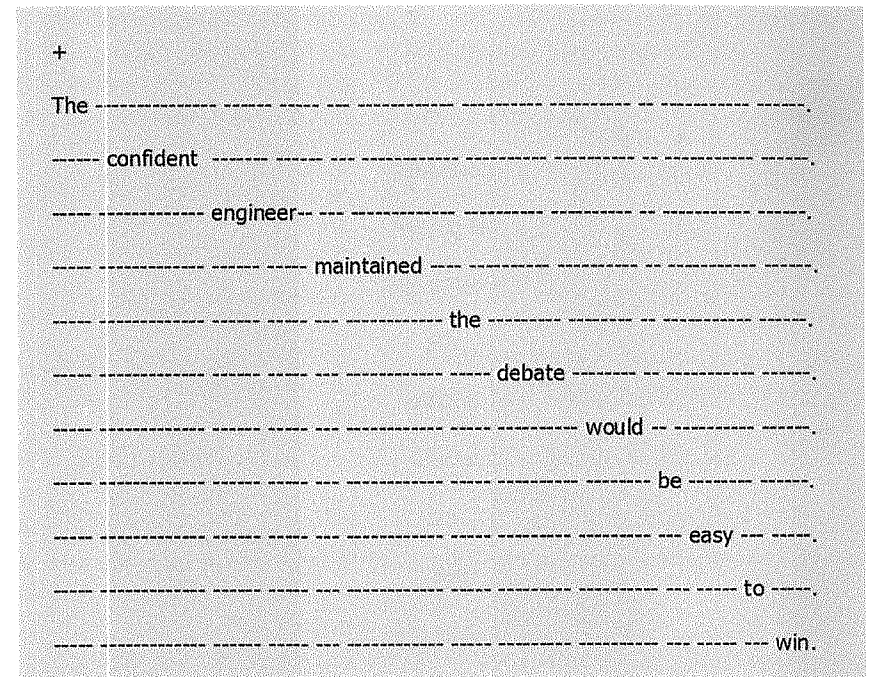 +
The -------------- ----- ---- --- --------- --------- -------- -- --------- -----.
----- confident ------ ----- --- ---------- -------- -------- -- -------- -----.
---- ------------ engineer-- --- ---------- -------- -------- -- -------- -----.
---- ------------ ---- ---- maintained ---- --------- -------- -- -------- -----.
---- ------------ ---- ---- -- ---------- the --------- ------- -- -------- -----.
---- ------------ ---- ---- -- ---------- ---- debate ------- -- -------- -----.
---- ------------ ---- ---- -- ---------- -------- ------- would -- ------- -----.
---- ------------ ---- ---- -- ---------- -------- -------- ------- be ------- -----.
---- ------------ ---- ---- -- ---------- -------- -------- ------- --- easy --- ----.
---- ------------ ---- ---- -- ---------- -------- -------- ------- --- ----- to ----.
---- ------------ ---- ---- -- ---------- -------- -------- ------- --- ---- --- win.